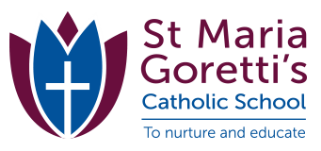 St Maria
Goretti's
Catholic School
To nurture and educate